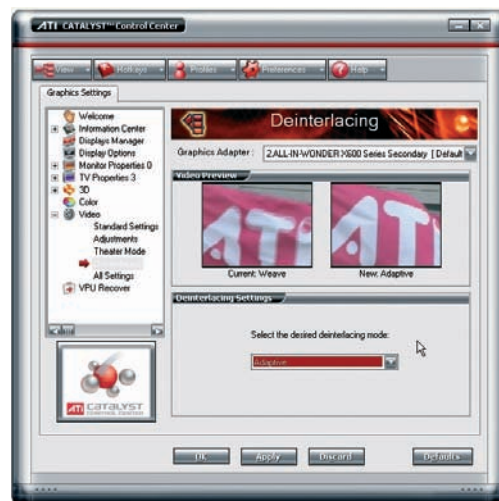 ATI CATALYST™ Control Center
View
Hotkeys
Profiles
Preferences
Help
Graphics Settings
Welcome
Information Center
Displays Manager
Display Options
Monitor Properties 0
TV Properties 3
3D
Color
Video
Standard Settings
Adjustments
Theater Mode
All Settings
VPU Recover
ATI CATALYST
CONTROL CENTER
Deinterlacing
Graphics Adapter :
2.ALL-IN-WONDER X600 Series Secondary [ Default
Video Preview
ATI
ATI
Current: Weave
New: Adaptive
Deinterlacing Settings
Select the desired deinterlacing mode:
Adaptive
OK
Apply
Discard
Defaults